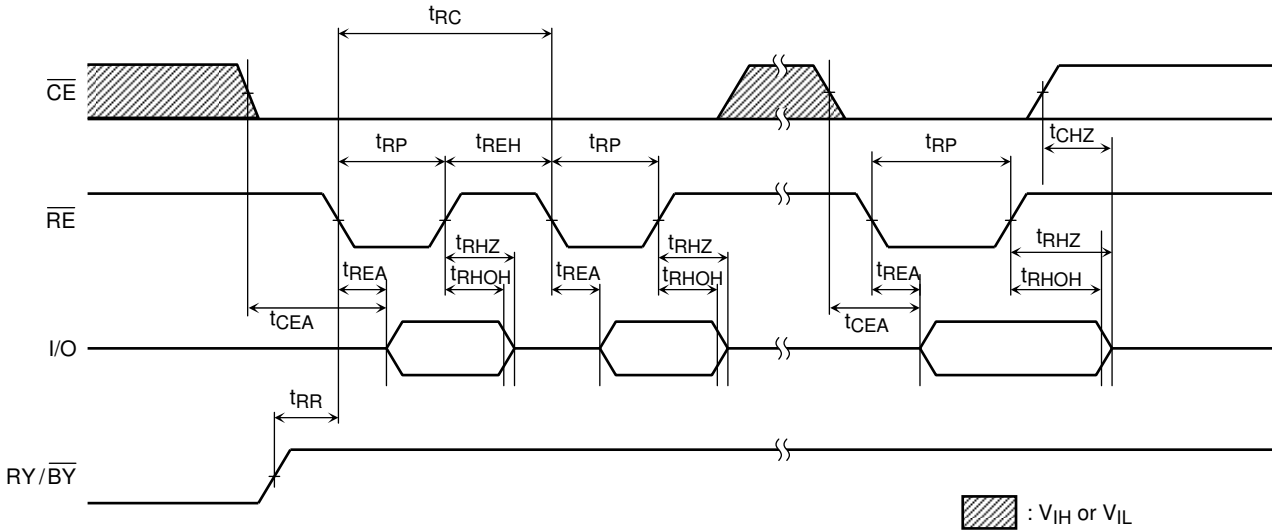 tRC
CE
tRP tREH tRP tRP tCHZ
RE
tRHZ tRHZ tRHZ
tREA tRHOH tREA tRHOH tREA tRHOH
tCEA tCEA
I/O
tRR
RY/BY
: VIH or VIL